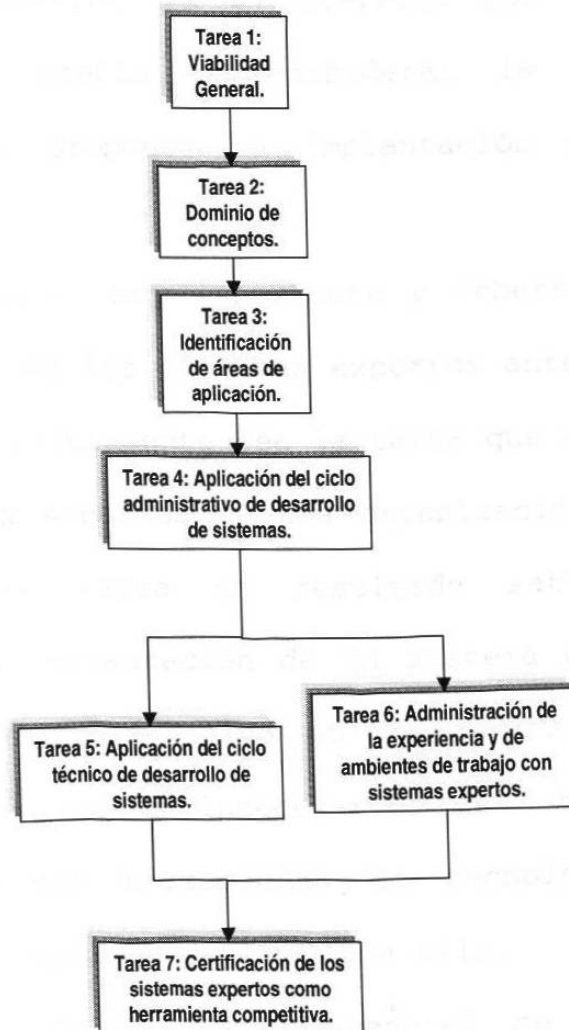 Tarea 1:
Viabilidad
General.
Tarea 2:
Dominio de
conceptos.
Tarea 3:
Identificación
de áreas de
aplicación.
Tarea 4: Aplicación del ciclo
administrativo de desarrollo
de sistemas.
Tarea 5: Aplicación del ciclo
técnico de desarrollo de
sistemas.
Tarea 6: Administración de
la experiencia y de
ambientes de trabajo con
sistemas expertos.
Tarea 7: Certificación de los
sistemas expertos como
herramienta competitiva.